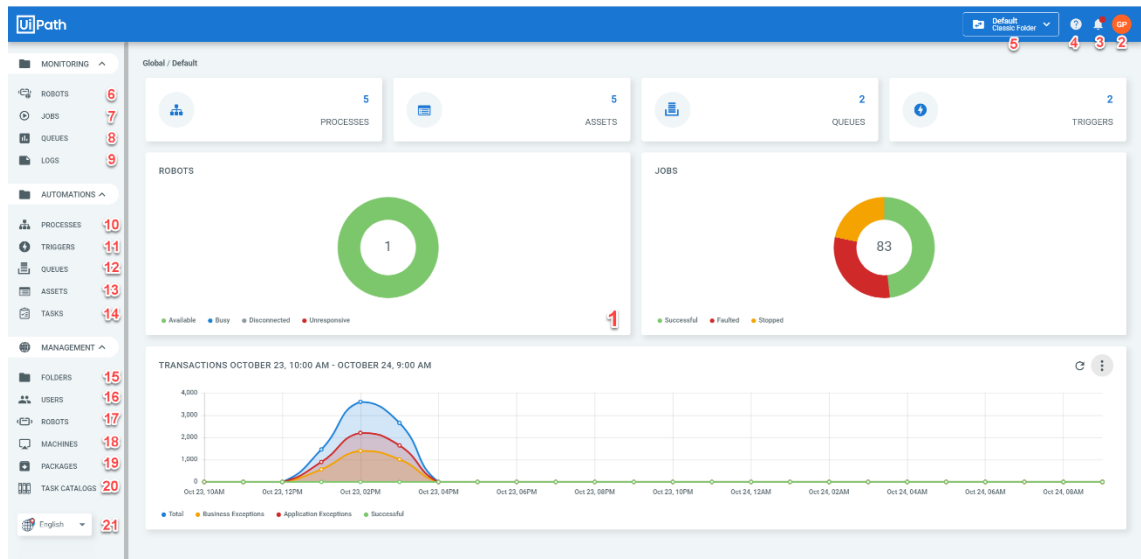 UiPath
Default
Classic Folder
GP
5
4
3
2
MONITORING
ROBOTS 6
JOBS 7
QUEUES 8
LOGS 9
AUTOMATIONS
PROCESSES 10
TRIGGERS 11
QUEUES 12
ASSETS 13
TASKS 14
MANAGEMENT
FOLDERS 15
USERS 16
ROBOTS 17
MACHINES 18
PACKAGES 19
TASK CATALOGS 20
English 21
Global / Default
5
PROCESSES
5
ASSETS
2
QUEUES
2
TRIGGERS
ROBOTS
1
Available Busy Disconnected Unresponsive
1
JOBS
83
Successful Faulted Stopped
TRANSACTIONS OCTOBER 23, 10:00 AM - OCTOBER 24, 9:00 AM
4,000
3,000
2,000
1,000
0
Oct 23, 10AM Oct 23, 12PM Oct 23, 02PM Oct 23, 04PM Oct 23, 06PM Oct 23, 08PM Oct 23, 10PM Oct 24, 12AM Oct 24, 02AM Oct 24, 04AM Oct 24, 06AM Oct 24, 08AM
Total Business Exceptions Application Exceptions Successful